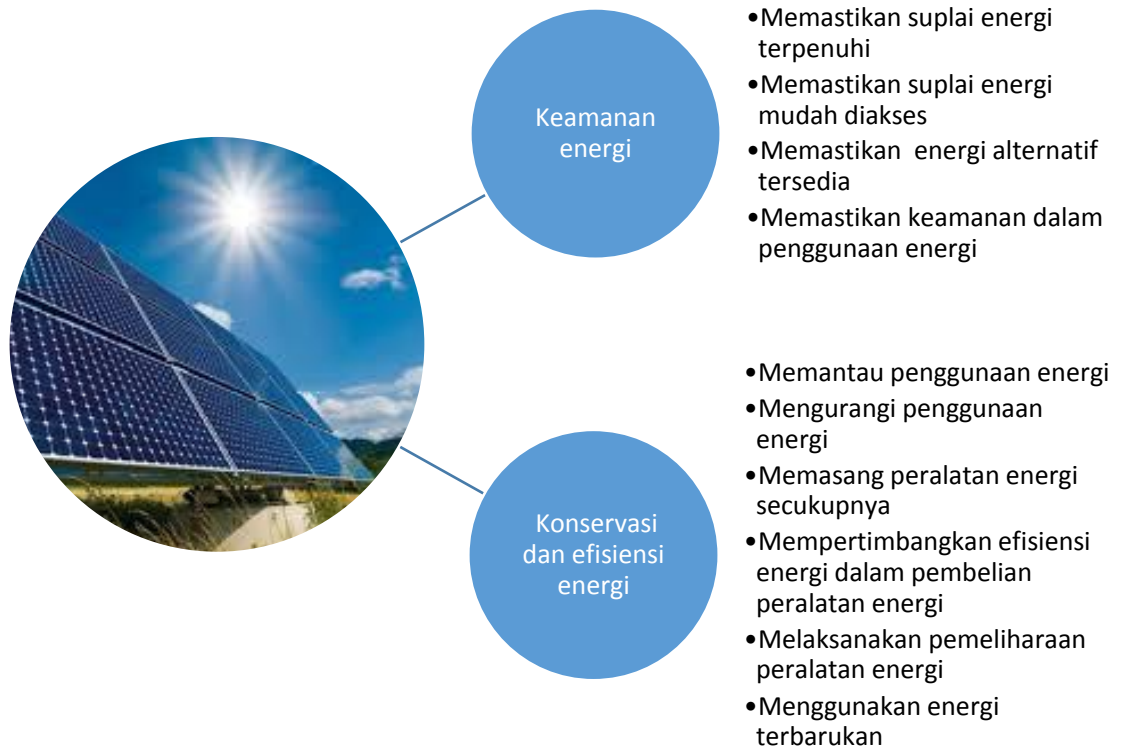 Keamanan
energi
•Memastikan suplai energi
terpenuhi
•Memastikan suplai energi
mudah diakses
•Memastikan  energi alternatif
tersedia
•Memastikan keamanan dalam
penggunaan energi
Konservasi
dan efisiensi
energi
•Memantau penggunaan energi
•Mengurangi penggunaan
energi
•Memasang peralatan energi
secukupnya
•Mempertimbangkan efisiensi
energi dalam pembelian
peralatan energi
•Melaksanakan pemeliharaan
peralatan energi
•Menggunakan energi
terbarukan